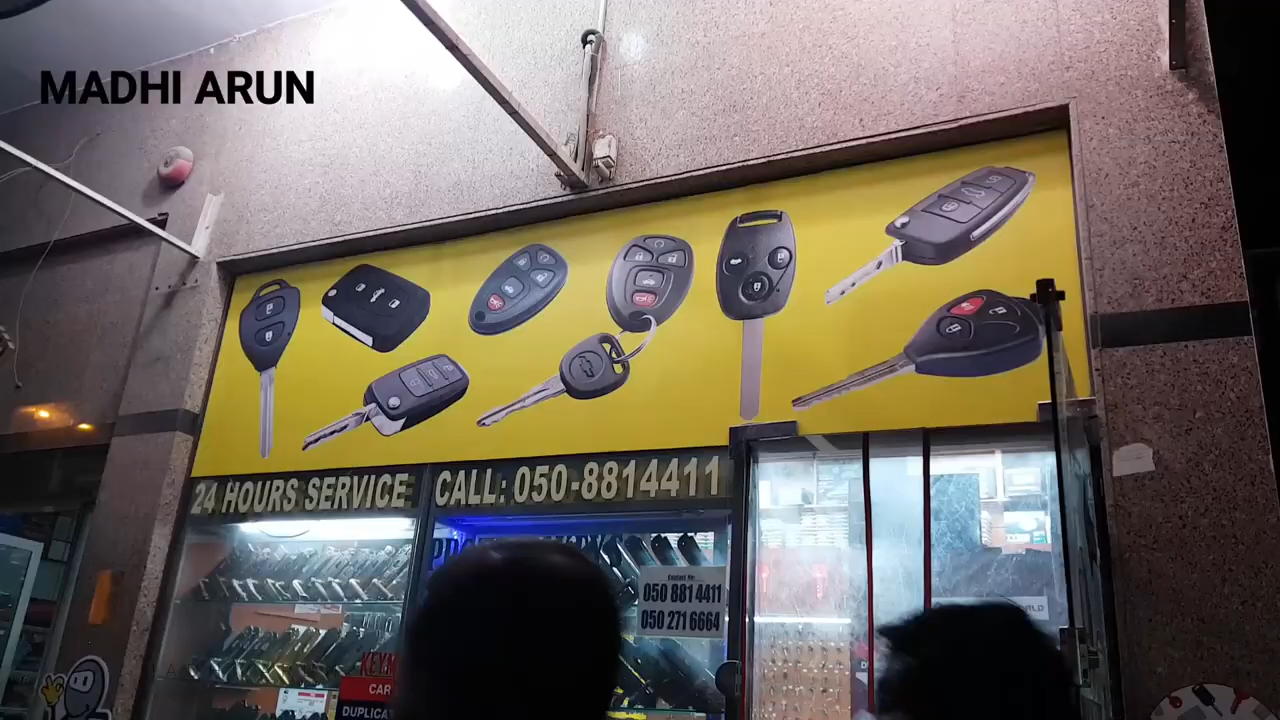 MADHI ARUN
24 HOURS SERVICE
CALL: 050-8814411
Contact No:
050 881 4411
050 271 6664
CAR